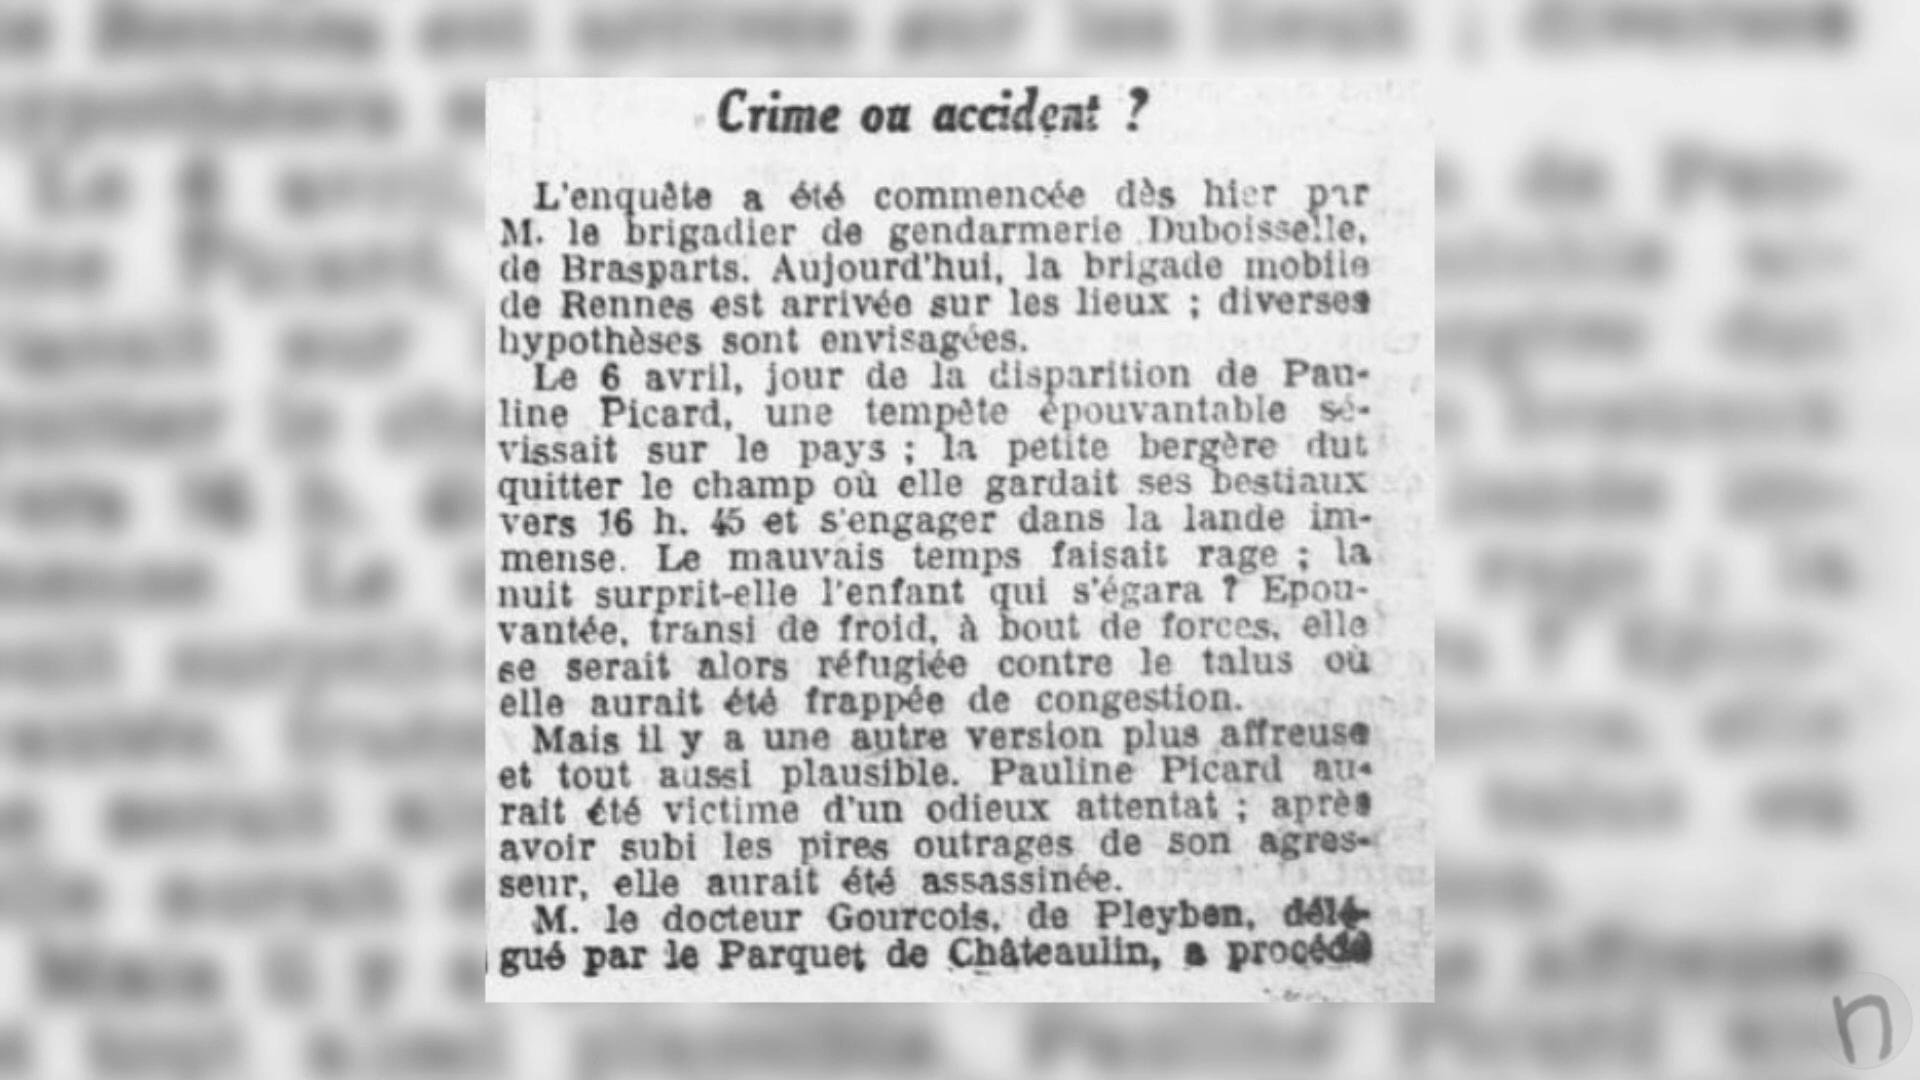 Crime ou accident ?
L'enquête a été commencée dès hier par
M. le brigadier de gendarmerie Duboisselle,
de Brasparts. Aujourd'hui, la brigade mobile
de Rennes est arrivée sur les lieux ; diverses
hypothèses sont envisagées.
Le 6 avril, jour de la disparition de Pau-
line Picard, une tempête épouvantable sé-
vissait sur le pays ; la petite bergère dut
quitter le champ où elle gardait ses bestiaux
vers 16 h. 45 et s'engager dans la lande im-
mense. Le mauvais temps faisait rage ; la
nuit surprit-elle l'enfant qui s'égara ? Epou-
vantée, transi de froid, à bout de forces, elle
se serait alors réfugiée contre le talus où
elle aurait été frappée de congestion.
Mais il y a une autre version plus affreuse
et tout aussi plausible. Pauline Picard au-
rait été victime d'un odieux attentat ; après
avoir subi les pires outrages de son agres-
seur, elle aurait été assassinée.
M. le docteur Gourcois, de Pleyben, délé-
gué par le Parquet de Châteaulin, a procédé
n